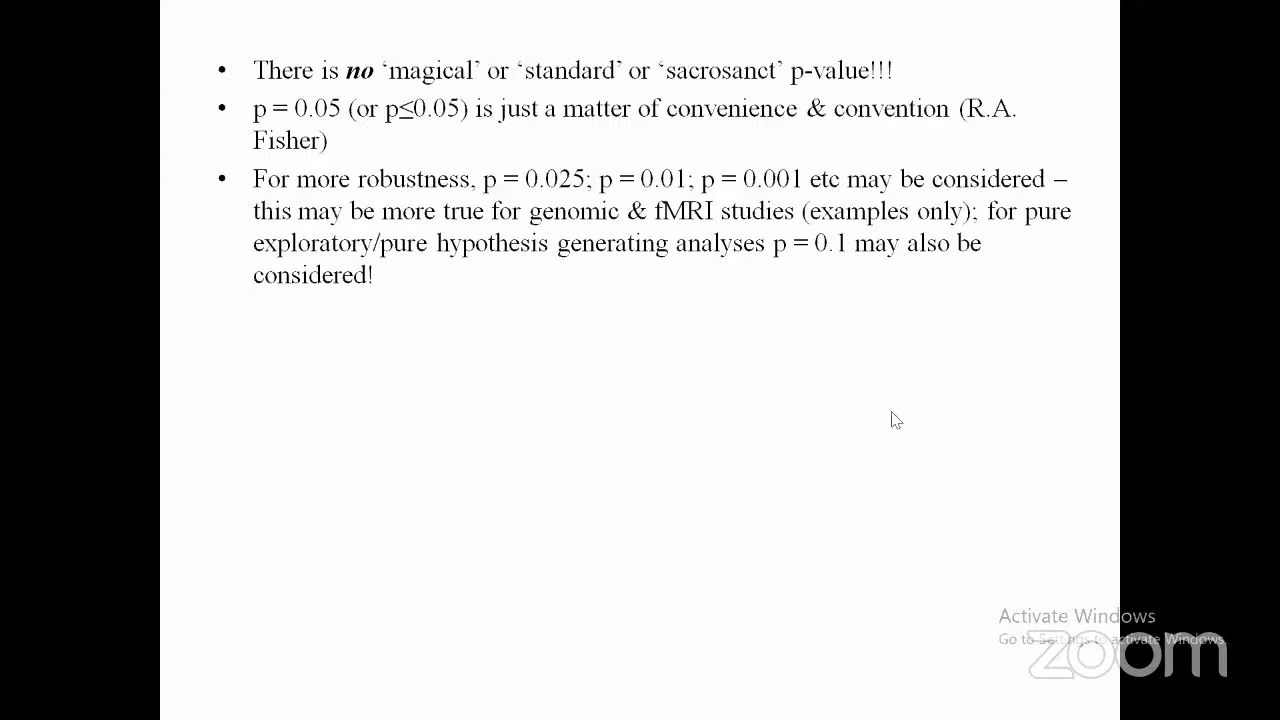 • There is no ‘magical’ or ‘standard’ or ‘sacrosanct’ p-value!!!
• p = 0.05 (or p≤0.05) is just a matter of convenience & convention (R.A.
Fisher)
• For more robustness, p = 0.025; p = 0.01; p = 0.001 etc may be considered –
this may be more true for genomic & fMRI studies (examples only); for pure
exploratory/pure hypothesis generating analyses p = 0.1 may also be
considered!
Activate Windows
Go to Settings to activate Windows.
zoom